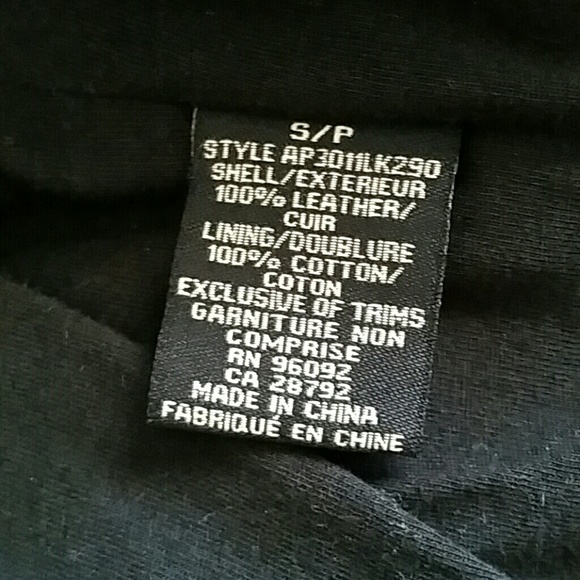 S/P
STYLE AP3011LK290
SHELL/EXTERIEUR
100% LEATHER/
CUIR
LINING/DOUBLURE
100% COTTON/
COTON
EXCLUSIVE OF TRIMS
GARNITURE NON
COMPRISE
RN 96092
CA 28792
MADE IN CHINA
FABRIQUÉ EN CHINE